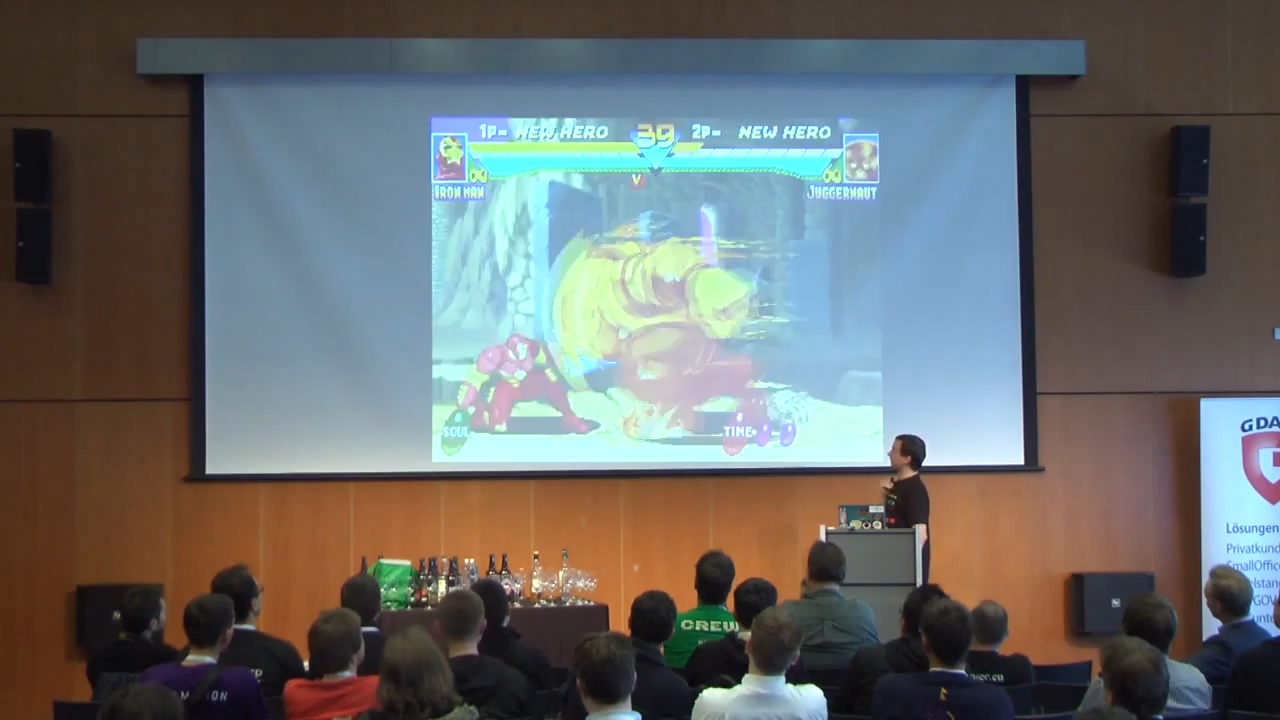 1P- NEW HERO 39 2P- NEW HERO
IRON MAN
JUGGERNAUT
SOUL
TIME
GDA
Lösungen
Privatkund
SmallOffic
CREW